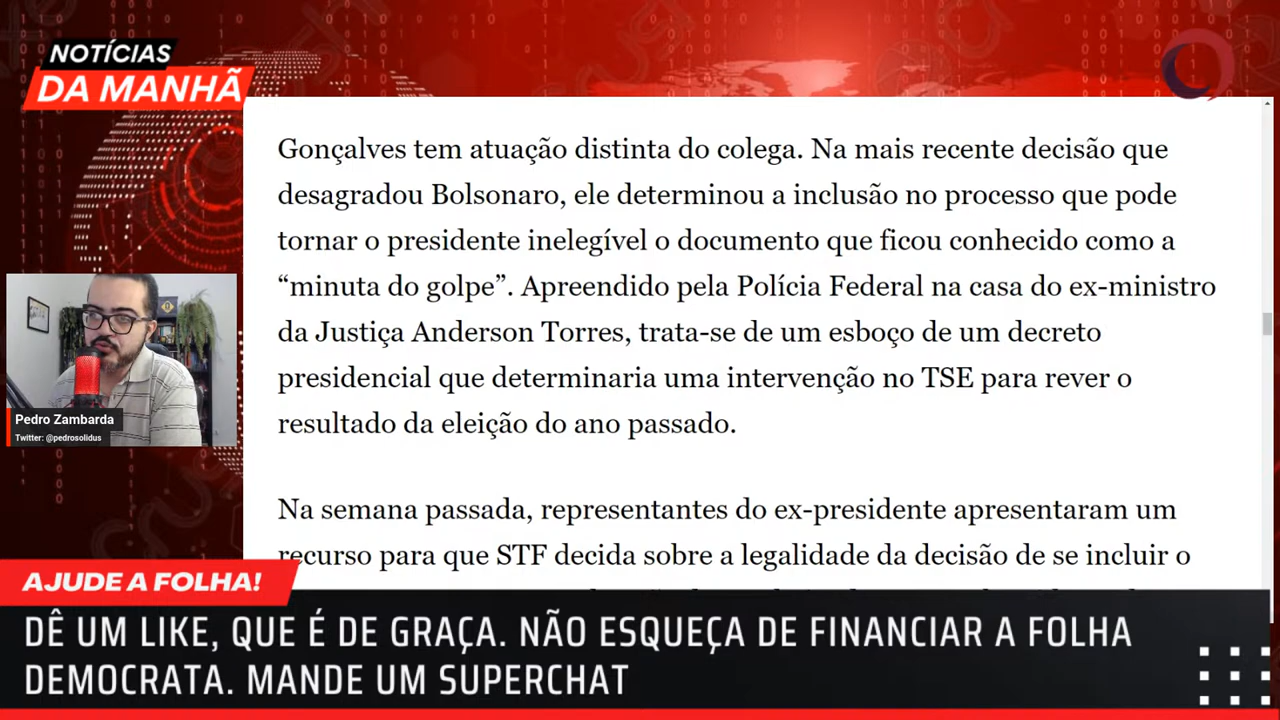 NOTÍCIAS
DA MANHÃ
Gonçalves tem atuação distinta do colega. Na mais recente decisão que
desagradou Bolsonaro, ele determinou a inclusão no processo que pode
tornar o presidente inelegível o documento que ficou conhecido como a
“minuta do golpe”. Apreendido pela Polícia Federal na casa do ex-ministro
da Justiça Anderson Torres, trata-se de um esboço de um decreto
presidencial que determinaria uma intervenção no TSE para rever o
resultado da eleição do ano passado.
Na semana passada, representantes do ex-presidente apresentaram um
recurso para que STF decida sobre a legalidade da decisão de se incluir o
Pedro Zambarda
Twitter: @pedrosolidus
AJUDE A FOLHA!
DÊ UM LIKE, QUE É DE GRAÇA. NÃO ESQUEÇA DE FINANCIAR A FOLHA
DEMOCRATA. MANDE UM SUPERCHAT